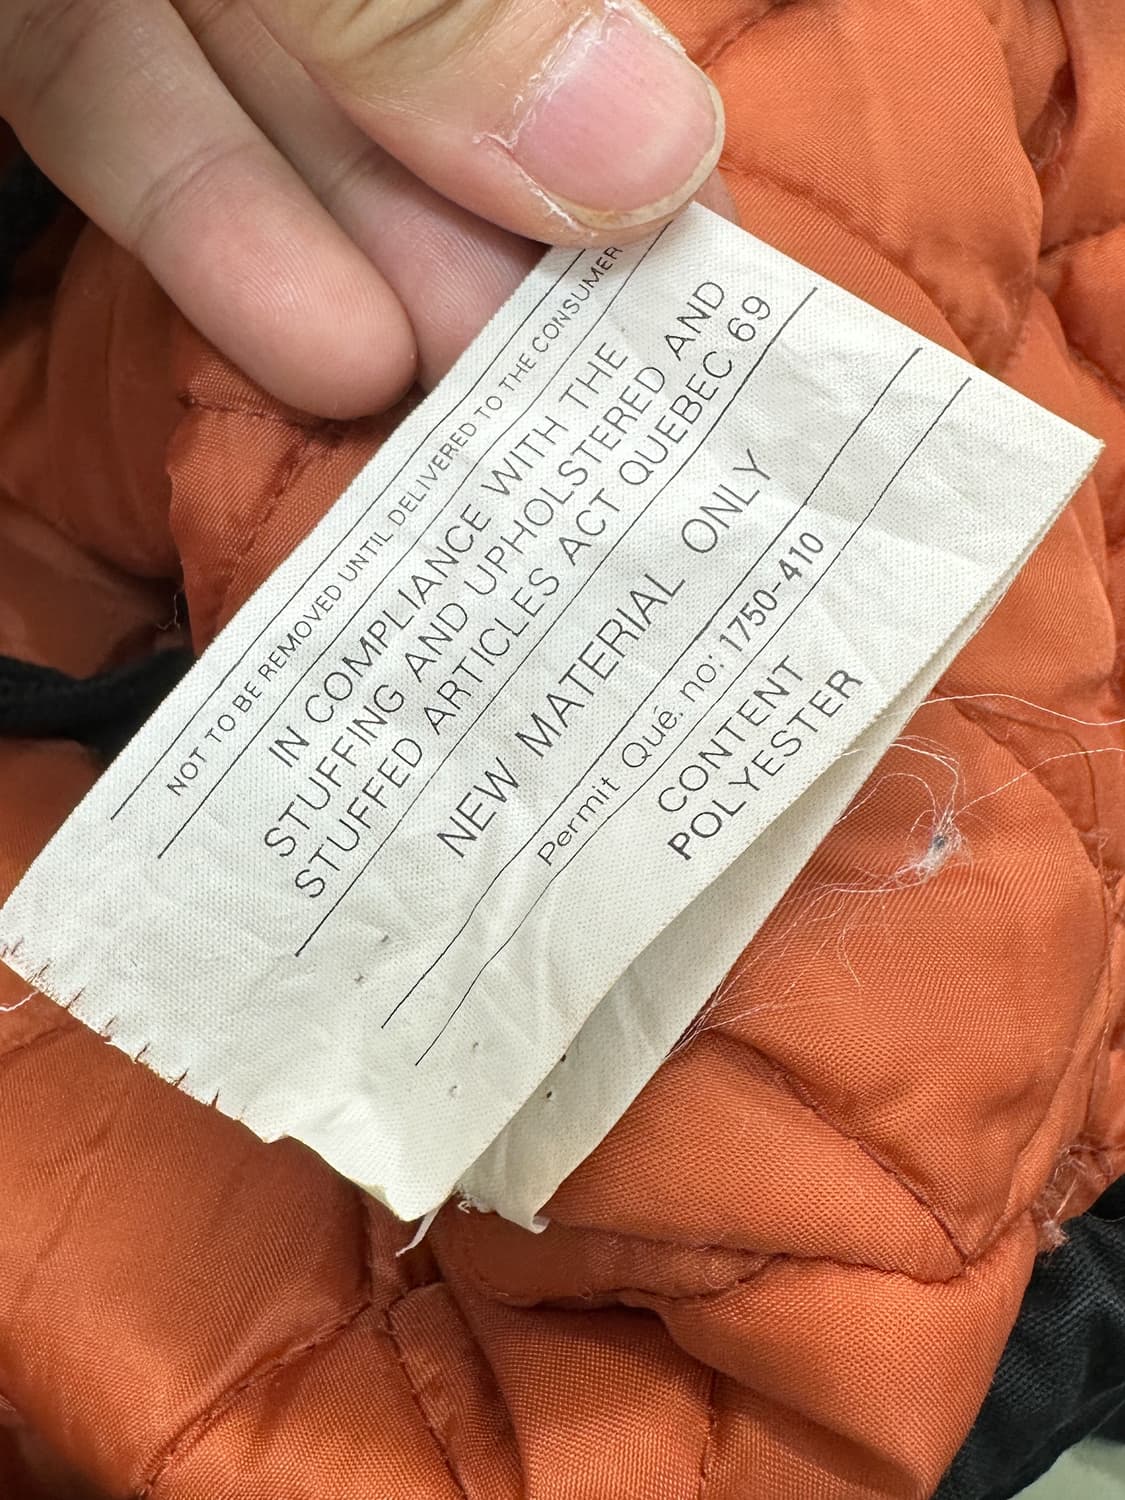 NOT TO BE REMOVED UNTIL DELIVERED TO THE CONSUMER
IN COMPLIANCE WITH THE
STUFFING AND UPHOLSTERED AND
STUFFED ARTICLES ACT QUEBEC 69
NEW MATERIAL ONLY
Permit Qué. no: 1750-410
CONTENT
POLYESTER